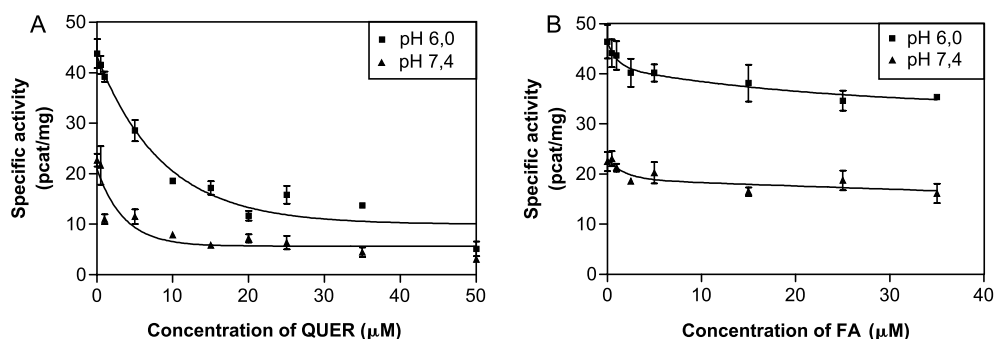 A
50
40
30
20
10
0
Specific activity
(pcat/mg)
pH 6,0
pH 7,4
0 10 20 30 40 50
Concentration of QUER (μM)
B
50
40
30
20
10
0
Specific activity
(pcat/mg)
pH 6,0
pH 7,4
0 10 20 30 40
Concentration of FA (μM)